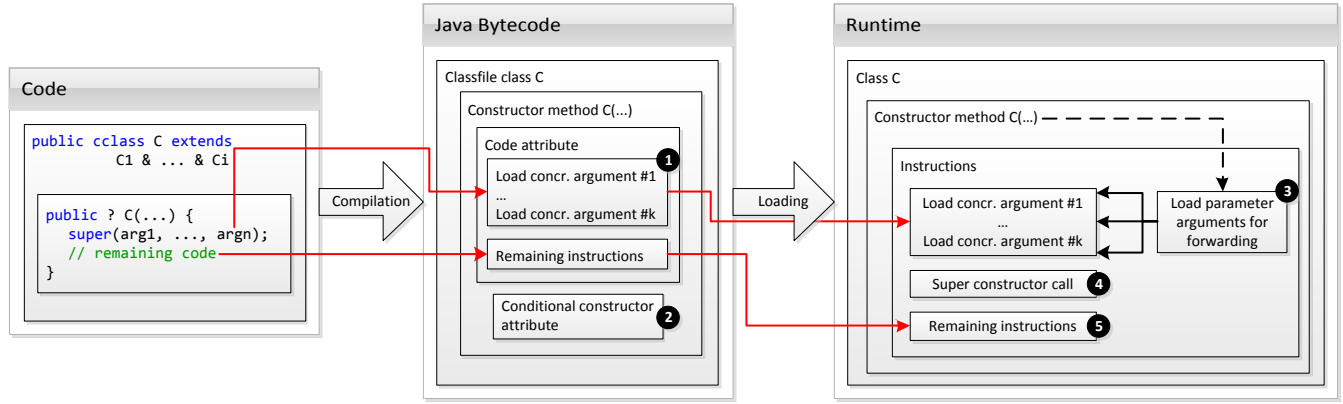 Code
public cclass C extends
C1 & ... & Ci
public ? C(...) {
super(arg1, ..., argn);
// remaining code
}
Compilation
Java Bytecode
Classfile class C
Constructor method C(...)
Code attribute
1
Load concr. argument #1
...
Load concr. argument #k
Remaining instructions
Conditional constructor
attribute
2
Loading
Runtime
Class C
Constructor method C(...)
Instructions
Load concr. argument #1
...
Load concr. argument #k
3
Load parameter
arguments for
forwarding
Super constructor call
4
Remaining instructions
5